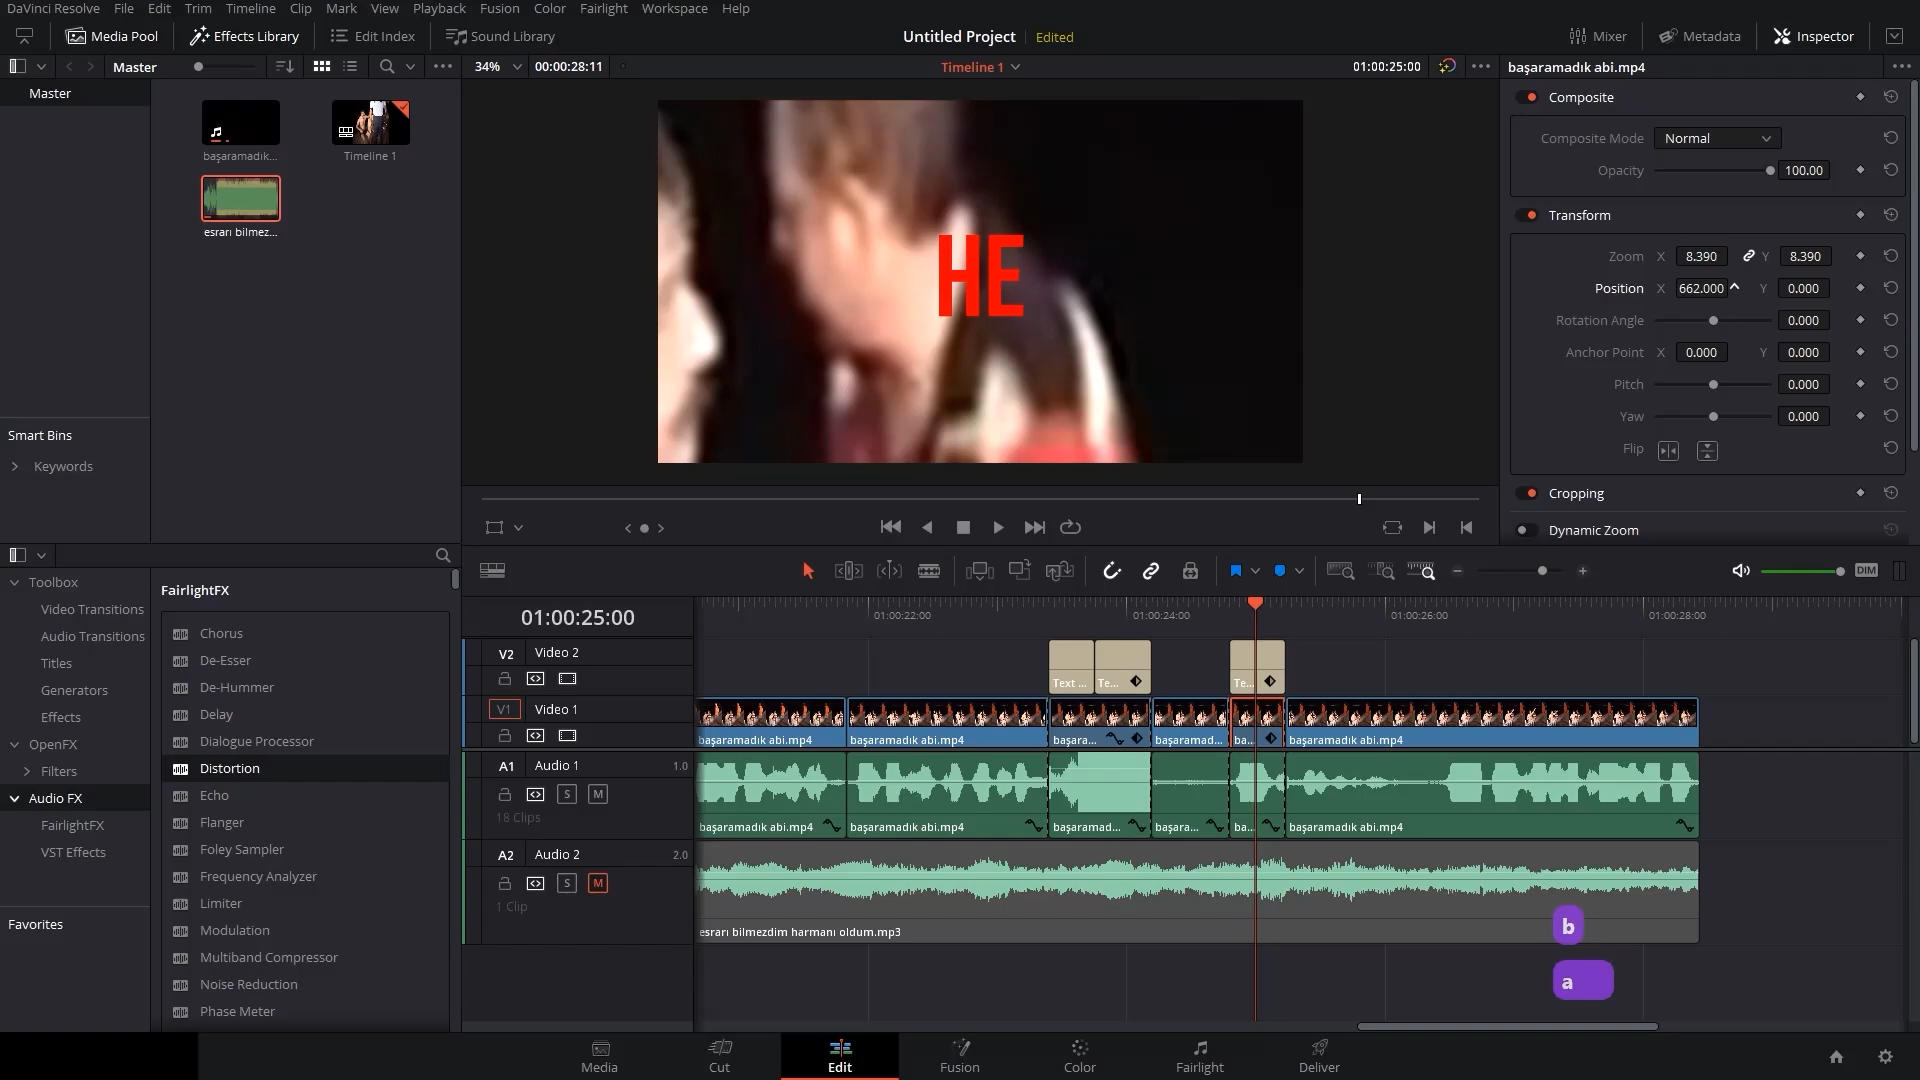 DaVinci Resolve File Edit Trim Timeline Clip Mark View Playback Fusion Color Fairlight Workspace Help
Media Pool Effects Library Edit Index Sound Library Untitled Project Edited Mixer Metadata Inspector
Master 34% 00:00:28:11 Timeline 1 01:00:25:00 başaramadık abi.mp4
Master
başaramadık...
Timeline 1
esrarı bilmez...
Smart Bins
Keywords
HE
Composite
Composite Mode Normal
Opacity 100.00
Transform
Zoom X 8.390 Y 8.390
Position X 662.000 Y 0.000
Rotation Angle 0.000
Anchor Point X 0.000 Y 0.000
Pitch 0.000
Yaw 0.000
Flip
Cropping
Dynamic Zoom
Toolbox
Video Transitions
Audio Transitions
Titles
Generators
Effects
OpenFX
Filters
Audio FX
FairlightFX
VST Effects
Favorites
FairlightFX
Chorus
De-Esser
De-Hummer
Delay
Dialogue Processor
Distortion
Echo
Flanger
Foley Sampler
Frequency Analyzer
Limiter
Modulation
Multiband Compressor
Noise Reduction
Phase Meter
DIM
01:00:25:00 01:00:22:00 01:00:24:00 01:00:26:00 01:00:28:00
V2 Video 2
Text ... Te... Te...
V1 Video 1
başaramadık abi.mp4 başaramadık abi.mp4 başara... başaramad... ba... başaramadık abi.mp4
A1 Audio 1 1.0
S M
18 Clips
başaramadık abi.mp4 başaramadık abi.mp4 başaramad... başara... ba... başaramadık abi.mp4
A2 Audio 2 2.0
S M
1 Clip
esrarı bilmezdim harmanı oldum.mp3
b
a
Media Cut Edit Fusion Color Fairlight Deliver